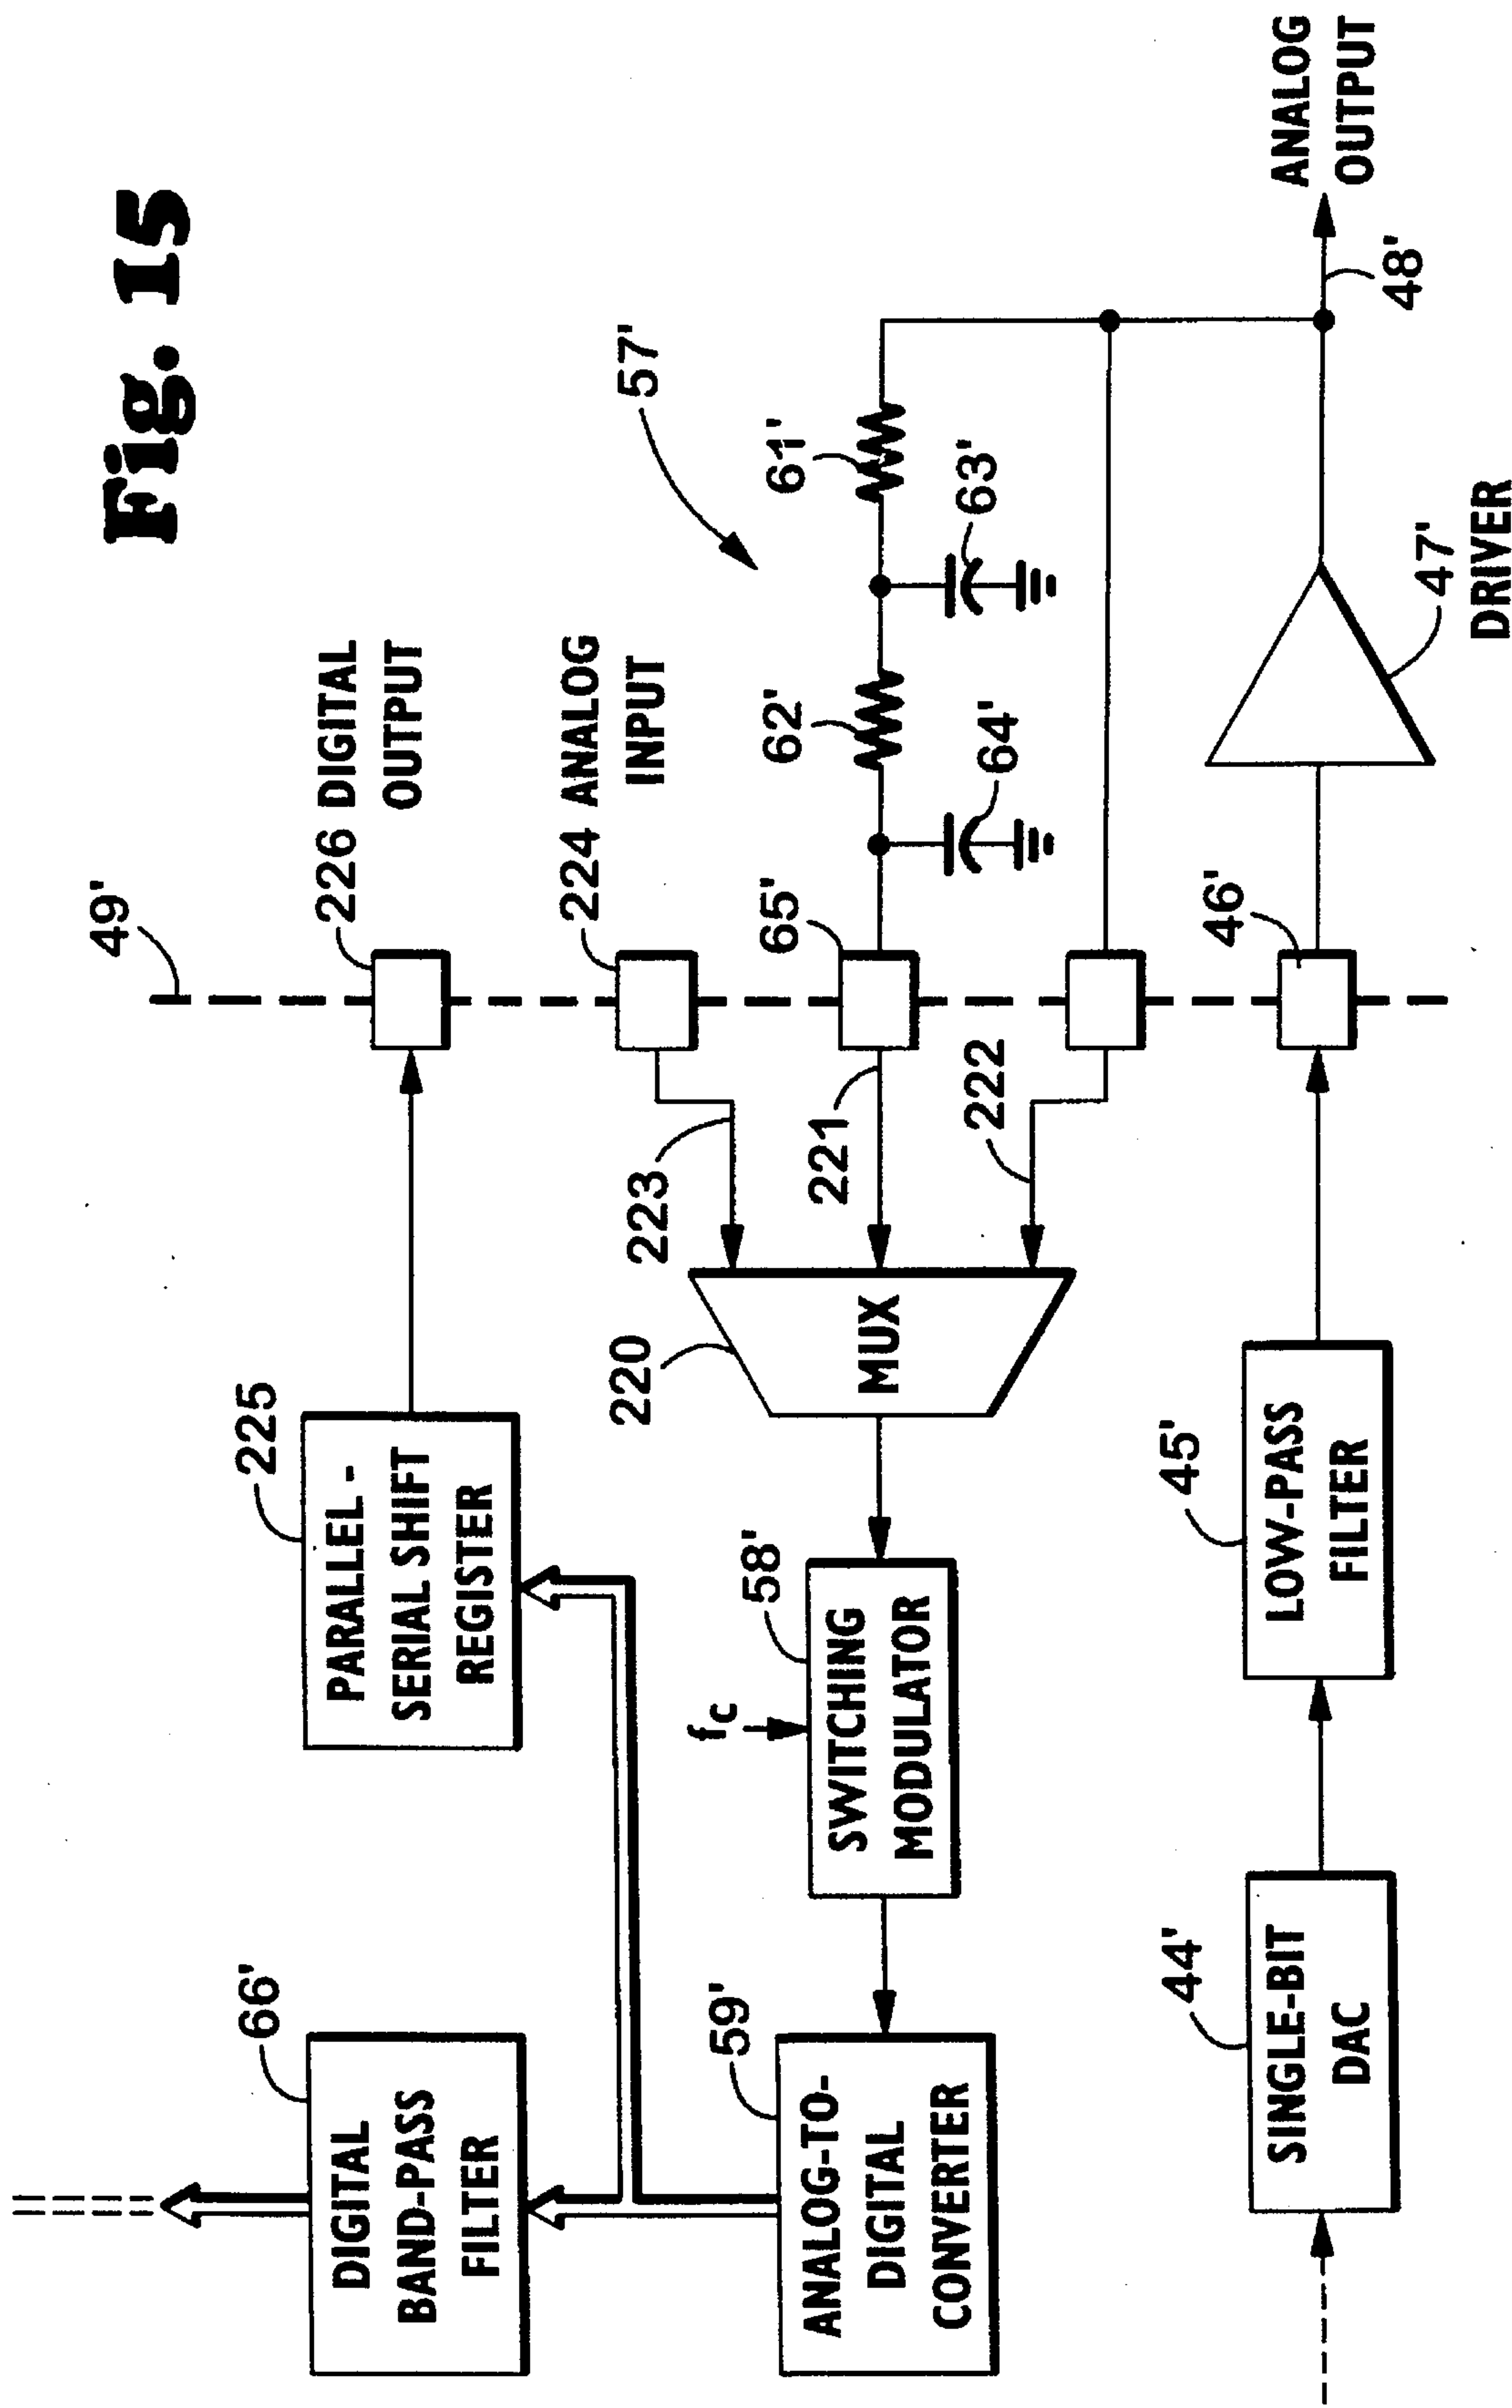 Fig. 15
49'
226 DIGITAL
OUTPUT
224 ANALOG
INPUT
57'
65'
62'
61'
64'
63'
46'
47'
DRIVER
48'
ANALOG
OUTPUT
66'
DIGITAL
BAND-PASS
FILTER
225
PARALLEL-
SERIAL SHIFT
REGISTER
59'
ANALOG-TO-
DIGITAL
CONVERTER
fc
58'
SWITCHING
MODULATOR
220
MUX
223
221
222
44'
SINGLE-BIT
DAC
45'
LOW-PASS
FILTER